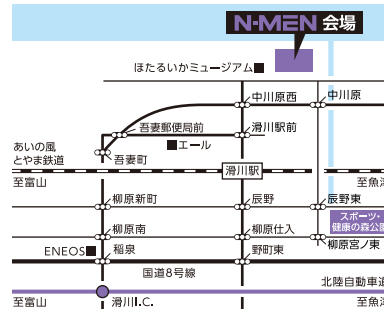 N-MEN 会場
ほたるいかミュージアム
中川原西
中川原
吾妻郵便局前
滑川駅前
エール
あいの風
とやま鉄道
吾妻町
滑川駅
至富山
至魚津
柳原新町
辰野
辰野東
スポーツ・
健康の森公園
柳原南
柳原仕入
柳原宮ノ東
ENEOS
稲泉
野町東
国道8号線
北陸自動車道
至富山
滑川I.C.
至魚津